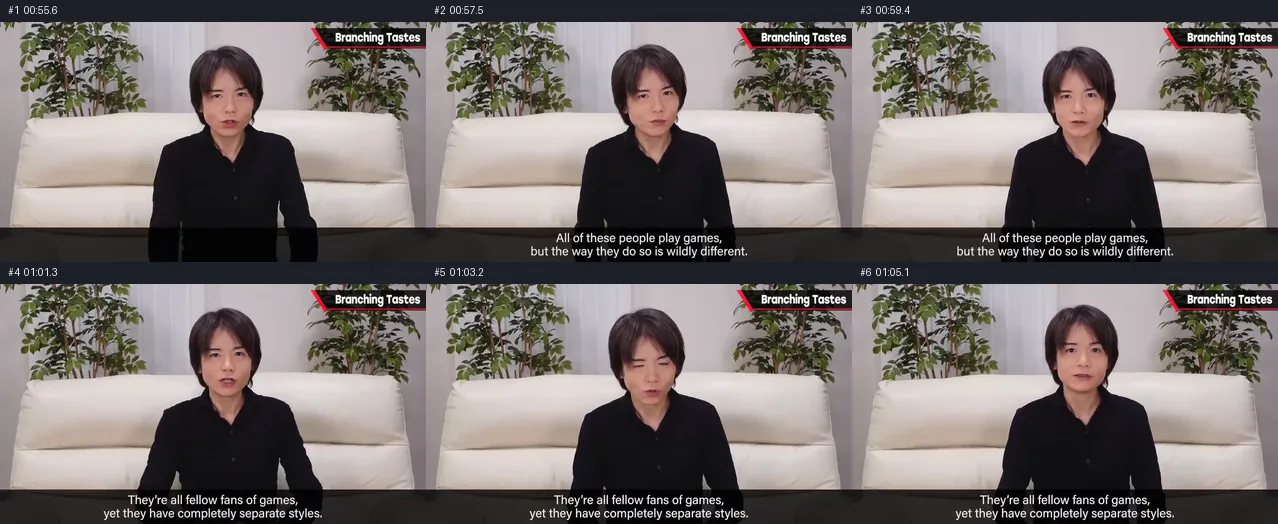 #1 00:55.6
Branching Tastes
#2 00:57.5
Branching Tastes
All of these people play games,
but the way they do so is wildly different.
#3 00:59.4
Branching Tastes
All of these people play games,
but the way they do so is wildly different.
#4 01:01.3
Branching Tastes
They're all fellow fans of games,
yet they have completely separate styles.
#5 01:03.2
Branching Tastes
They're all fellow fans of games,
yet they have completely separate styles.
#6 01:05.1
Branching Tastes
They're all fellow fans of games,
yet they have completely separate styles.